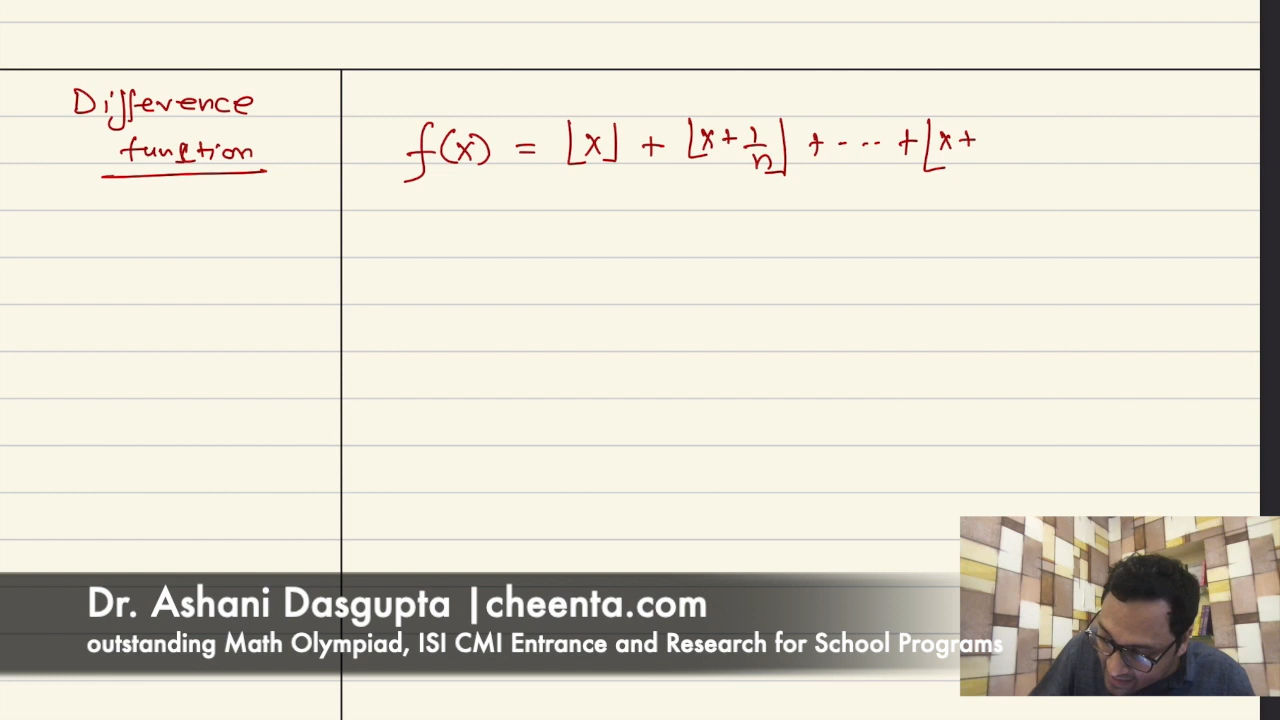 Difference
function
f(x) = ⌊x⌋ + ⌊x + 1/n⌋ + - - - + ⌊x +
Dr. Ashani Dasgupta | cheenta.com
outstanding Math Olympiad, ISI CMI Entrance and Research for School Programs